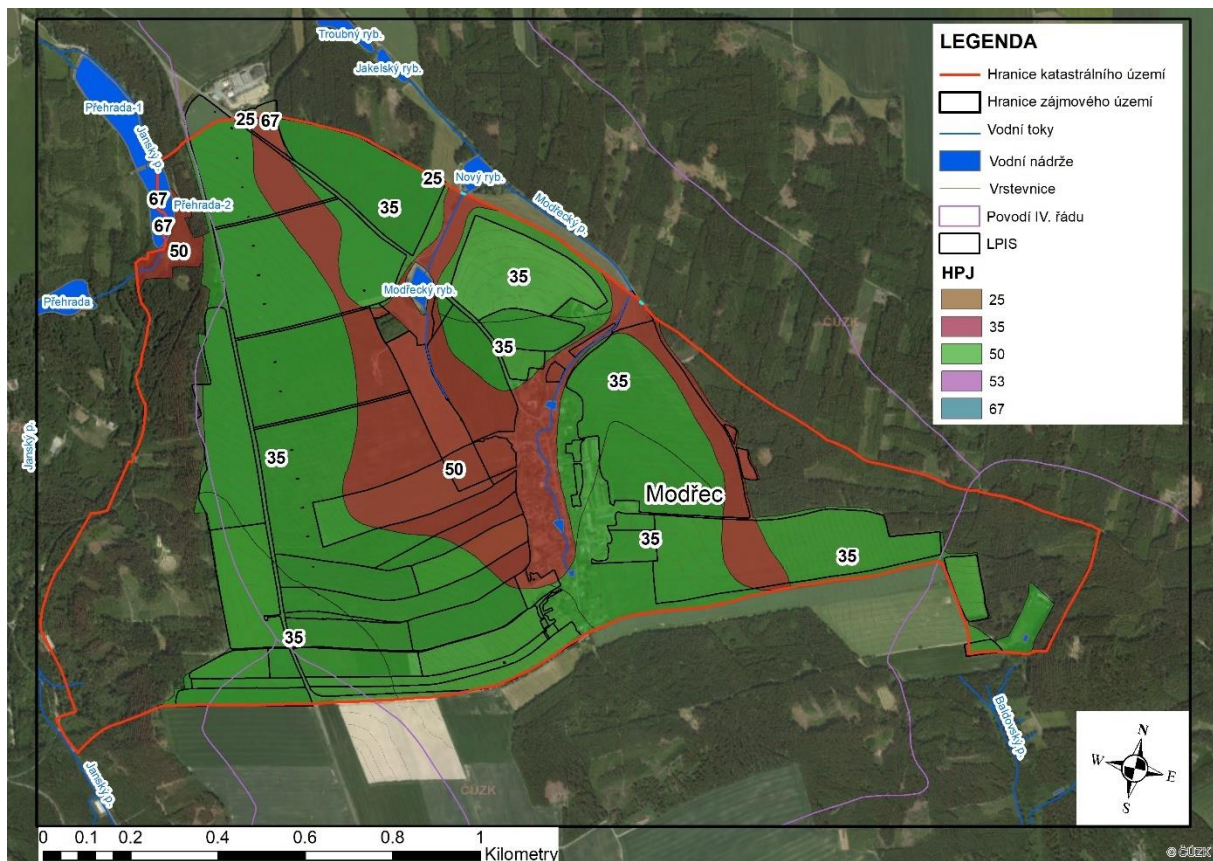 Troubný ryb.
Jakelský ryb.
Přehrada-1
Janský p.
25
67
25
Nový ryb.
67
Přehrada-2
67
35
Modřecký p.
50
Modřecký ryb.
35
Přehrada
ČÚZK
35
35
Janský p.
35
50
Modřec
35
35
35
Janský p.
Baldovský p.
ČÚZK
LEGENDA
Hranice katastrálního území
Hranice zájmového území
Vodní toky
Vodní nádrže
Vrstevnice
Povodí IV. řádu
LPIS
HPJ
25
35
50
53
67
N
W
E
S
0 0.1 0.2 0.4 0.6 0.8 1
Kilometry
© ČÚZK